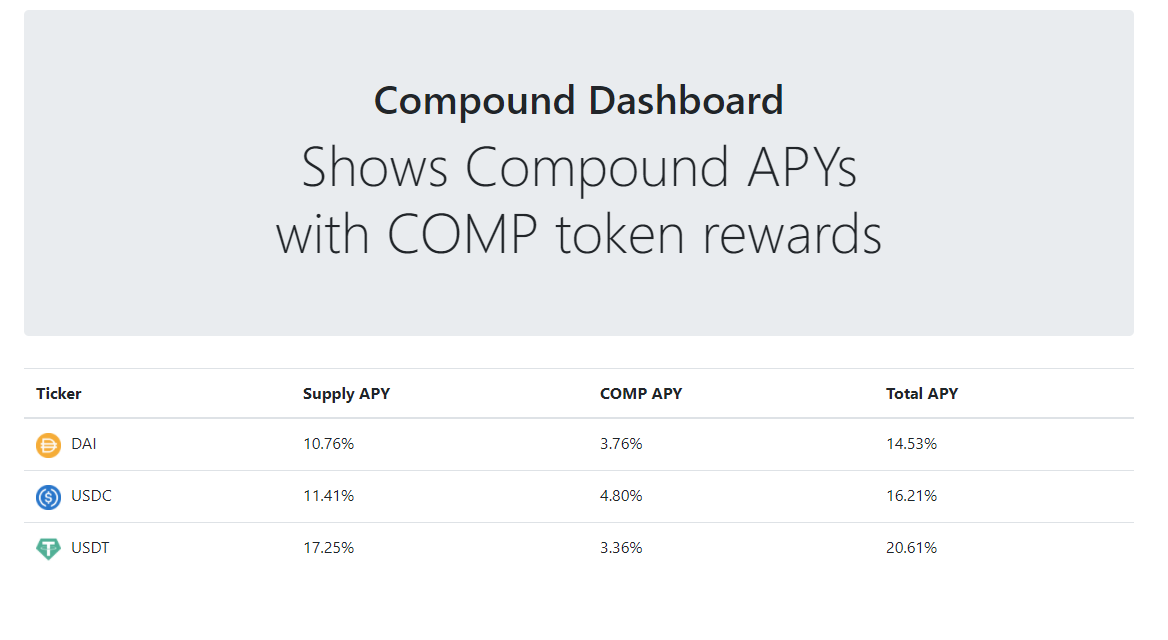 Compound Dashboard
Shows Compound APYs
with COMP token rewards
Ticker Supply APY COMP APY Total APY
DAI 10.76% 3.76% 14.53%
USDC 11.41% 4.80% 16.21%
USDT 17.25% 3.36% 20.61%